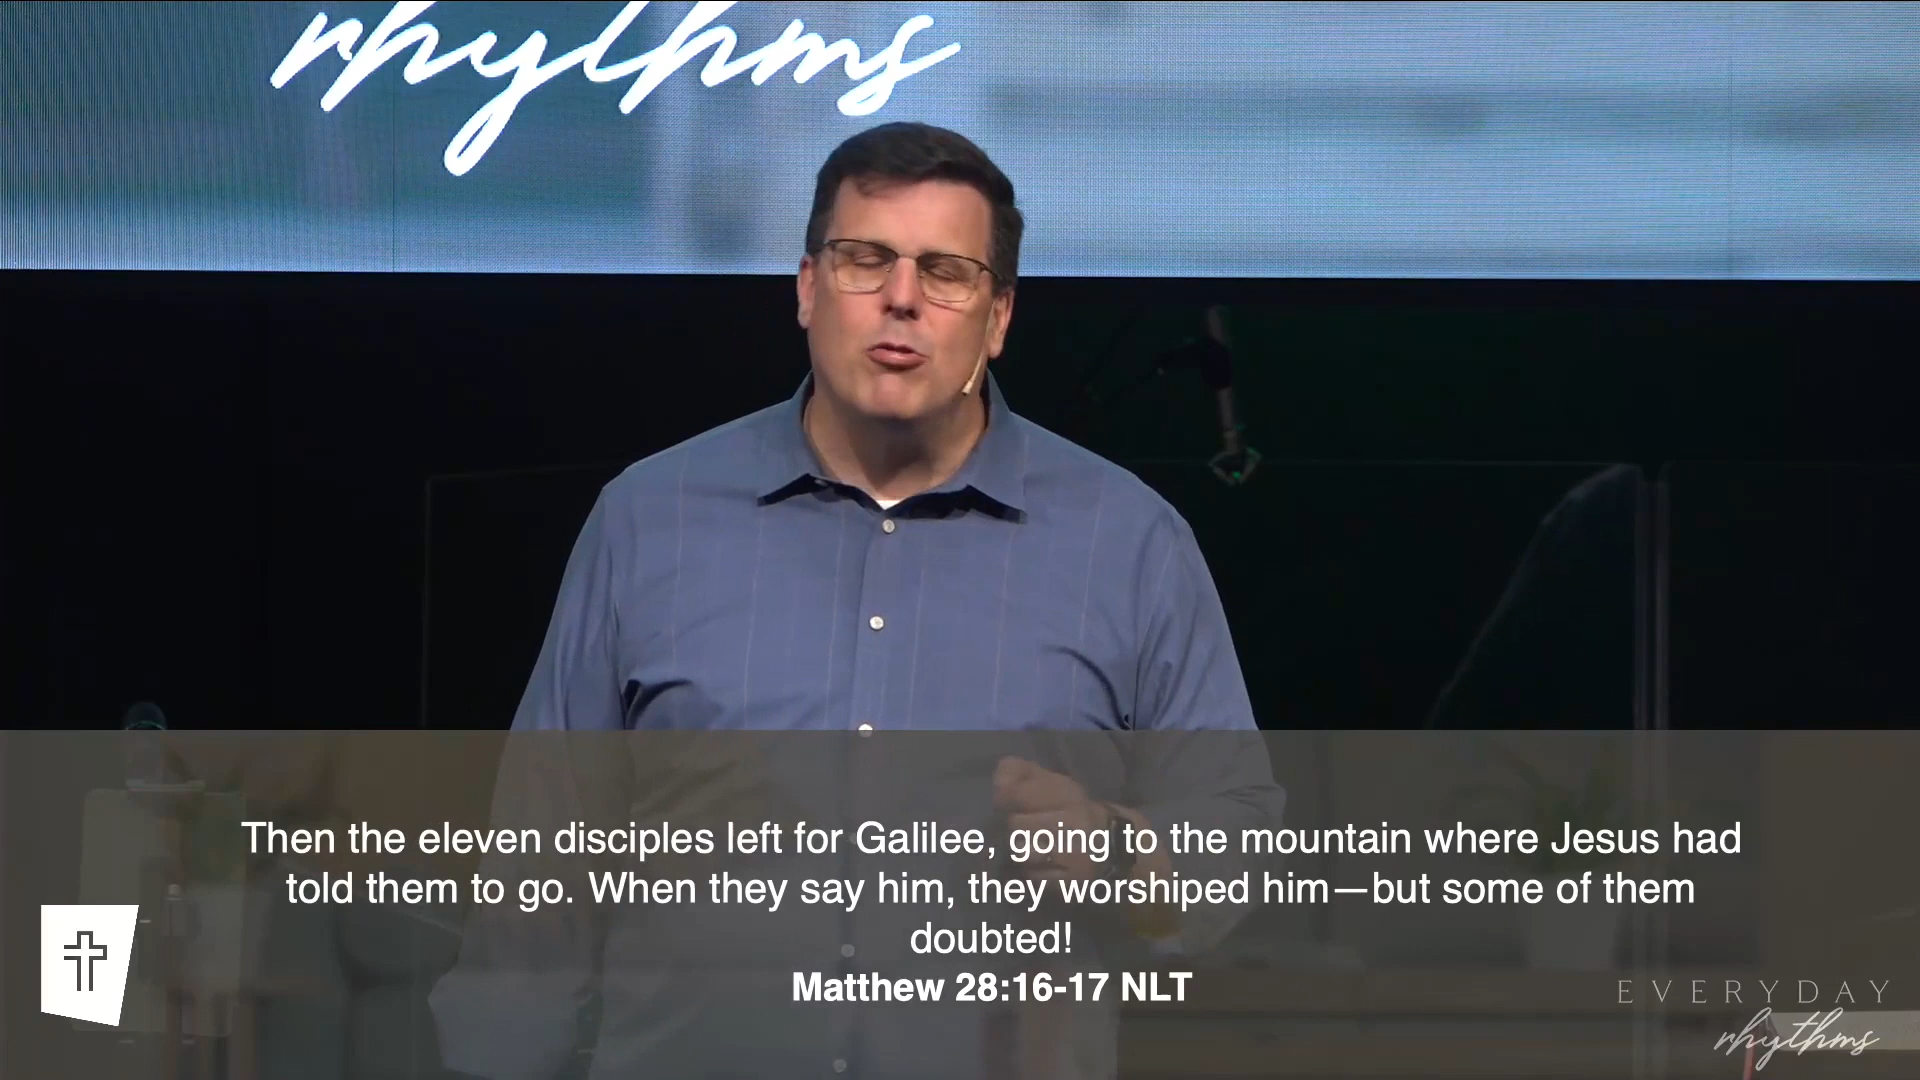 rhythms
Then the eleven disciples left for Galilee, going to the mountain where Jesus had
told them to go. When they say him, they worshiped him—but some of them
doubted!
Matthew 28:16-17 NLT
EVERYDAY
rhythms